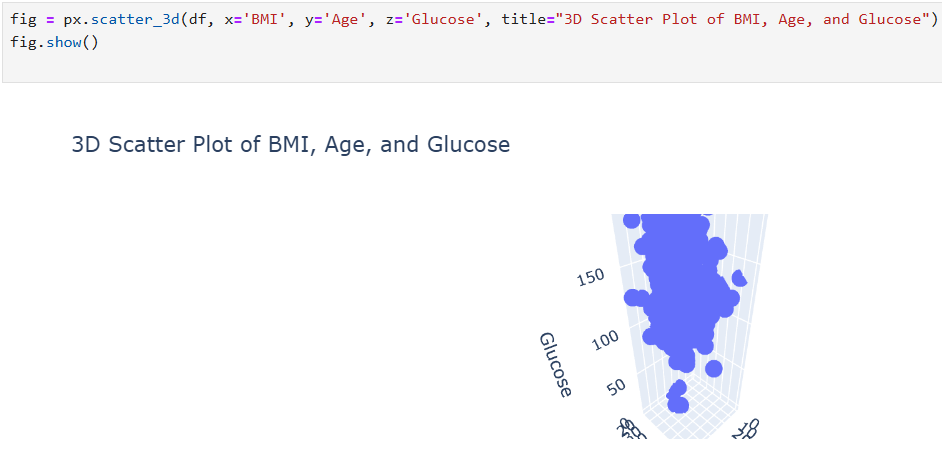 fig = px.scatter_3d(df, x='BMI', y='Age', z='Glucose', title="3D Scatter Plot of BMI, Age, and Glucose")
fig.show()
3D Scatter Plot of BMI, Age, and Glucose
150
100
50
Glucose